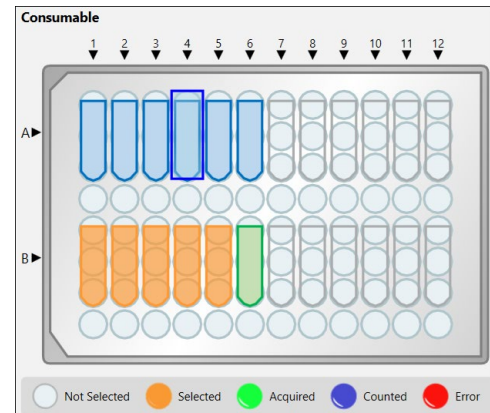 Consumable
1 2 3 4 5 6 7 8 9 10 11 12
A
B
Not Selected Selected Acquired Counted Error